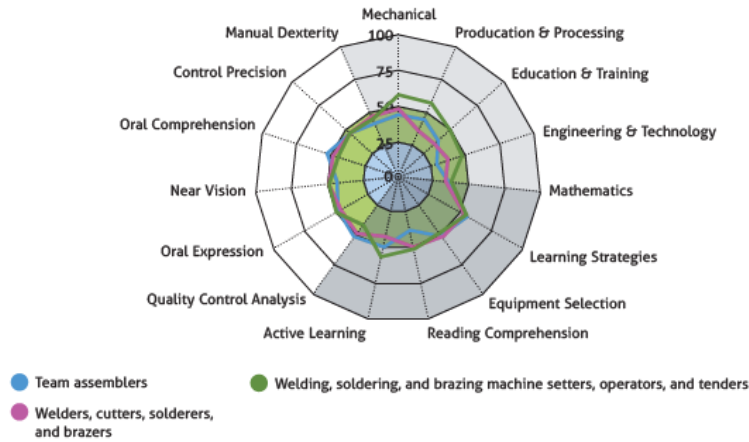 Mechanical
Manual Dexterity
Producation & Processing
Control Precision
Education & Training
Oral Comprehension
Engineering & Technology
Near Vision
Mathematics
Oral Expression
Learning Strategies
Quality Control Analysis
Equipment Selection
Active Learning
Reading Comprehension
100
75
25
0
Team assemblers
Welding, soldering, and brazing machine setters, operators, and tenders
Welders, cutters, solderers,
and brazers